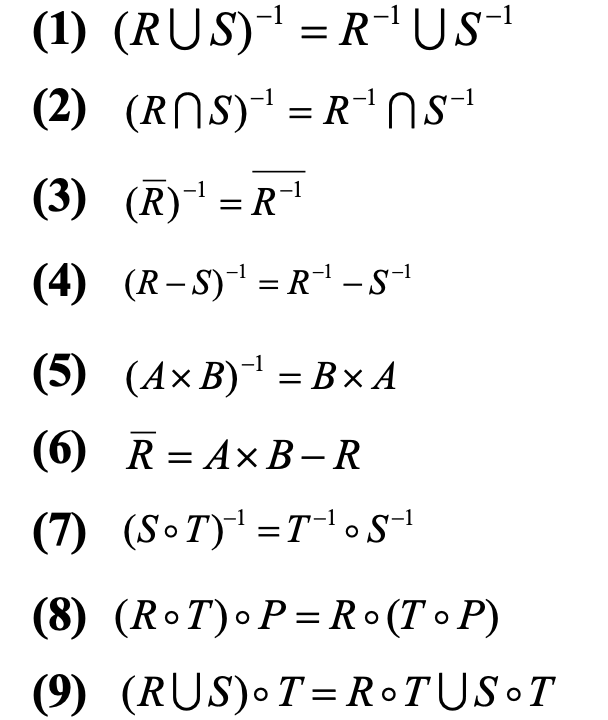 (1) (R⋃S)⁻¹ = R⁻¹⋃S⁻¹
(2) (R⋂S)⁻¹ = R⁻¹⋂S⁻¹
(3) (R̅)⁻¹ = \overline{R⁻¹}
(4) (R – S)⁻¹ = R⁻¹ – S⁻¹
(5) (A × B)⁻¹ = B × A
(6) R̅ = A × B – R
(7) (S∘T)⁻¹ = T⁻¹∘S⁻¹
(8) (R∘T)∘P = R∘(T∘P)
(9) (R⋃S)∘T = R∘T⋃S∘T